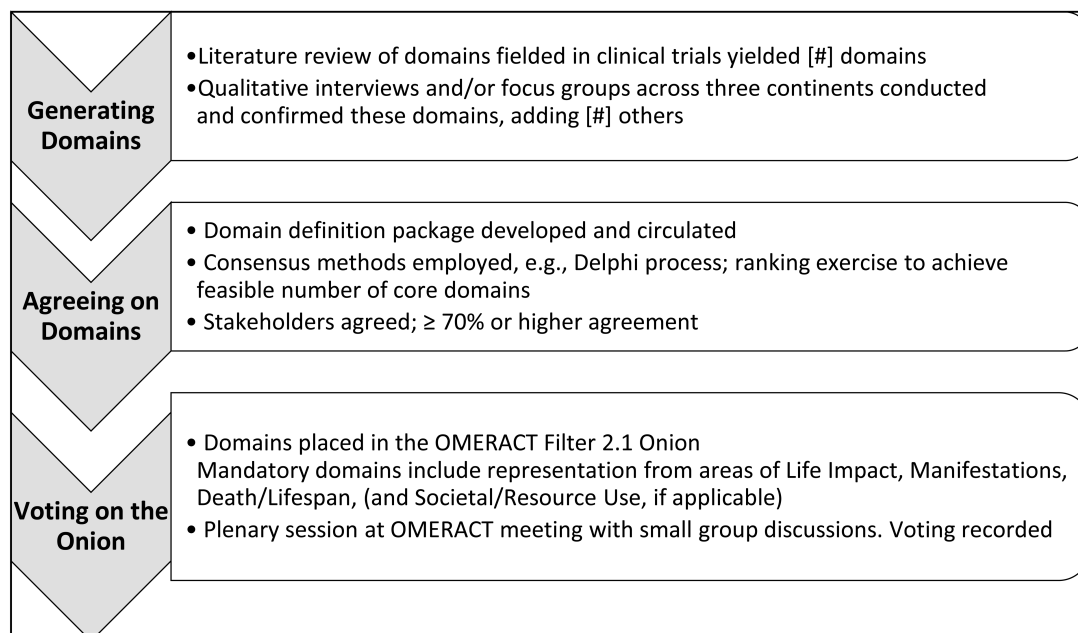 Generating
Domains
•Literature review of domains fielded in clinical trials yielded [#] domains
•Qualitative interviews and/or focus groups across three continents conducted
and confirmed these domains, adding [#] others
Agreeing on
Domains
• Domain definition package developed and circulated
• Consensus methods employed, e.g., Delphi process; ranking exercise to achieve
feasible number of core domains
• Stakeholders agreed; ≥ 70% or higher agreement
Voting on the
Onion
• Domains placed in the OMERACT Filter 2.1 Onion
Mandatory domains include representation from areas of Life Impact, Manifestations,
Death/Lifespan, (and Societal/Resource Use, if applicable)
• Plenary session at OMERACT meeting with small group discussions. Voting recorded